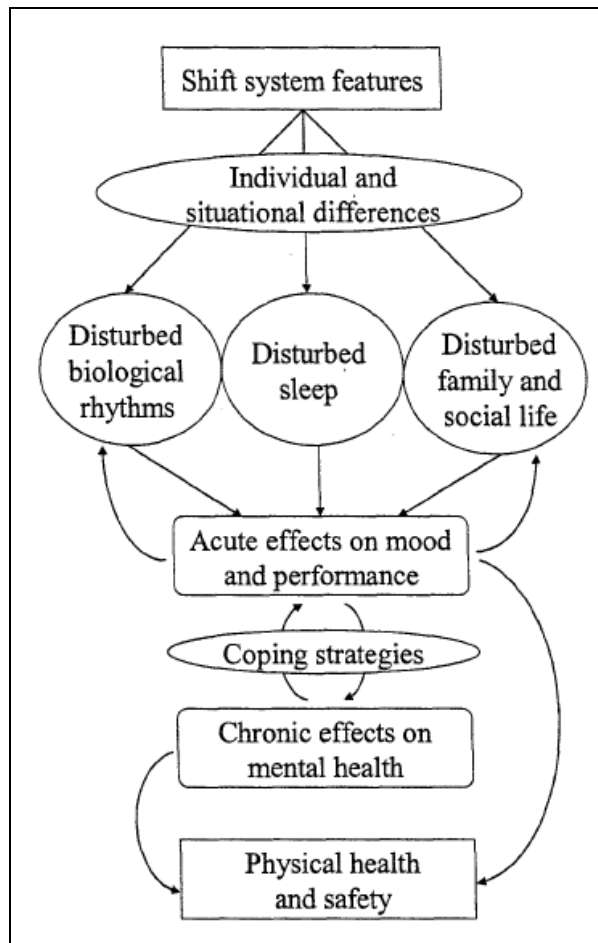 Shift system features
Individual and
situational differences
Disturbed
biological
rhythms
Disturbed
sleep
Disturbed
family and
social life
Acute effects on mood
and performance
Coping strategies
Chronic effects on
mental health
Physical health
and safety